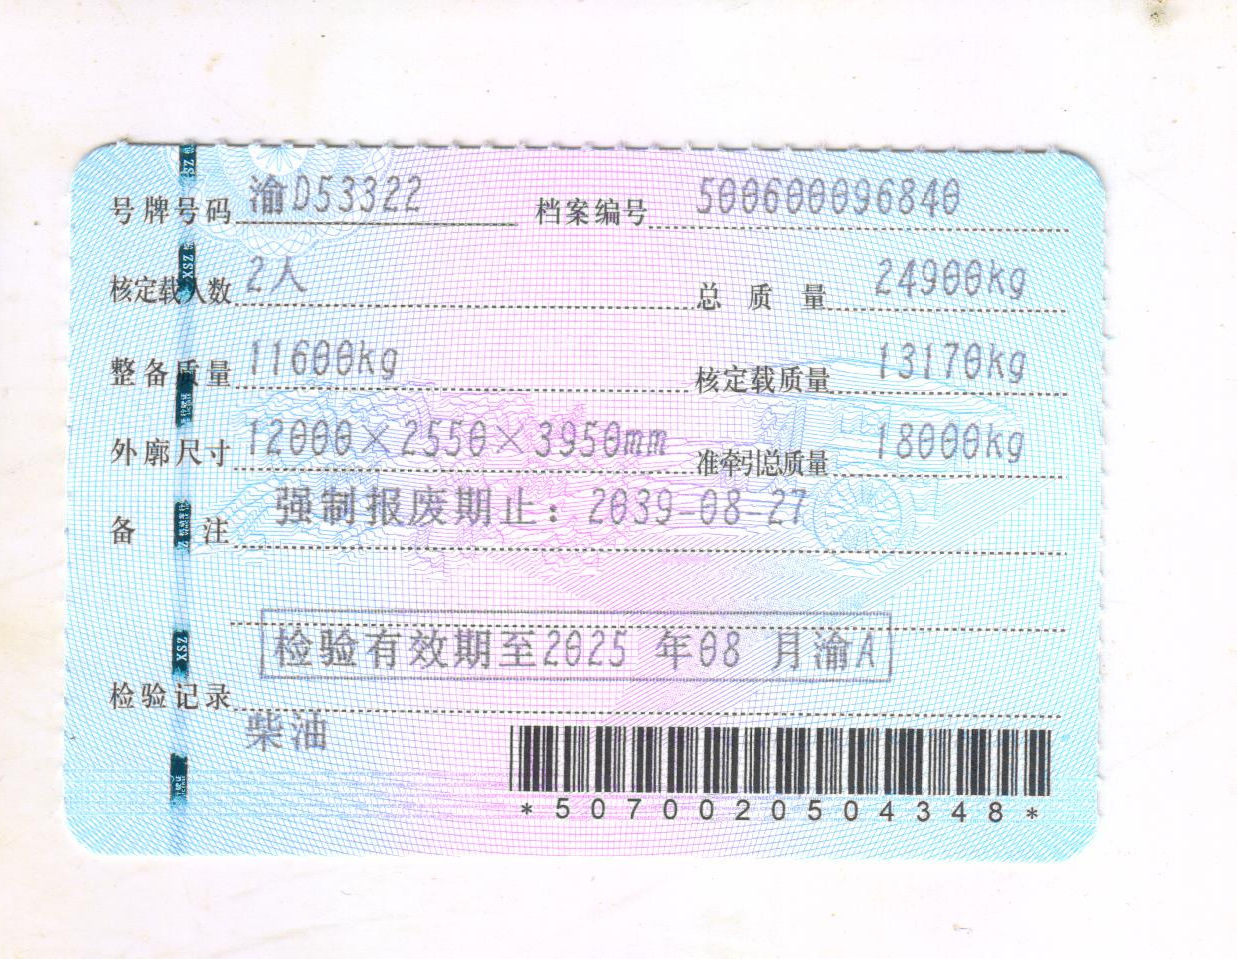 号牌号码 渝D53322 档案编号 500600096840
核定载人数 2人 总质量 24900kg
整备质量 11600kg 核定载质量 13170kg
外廓尺寸 12000×2550×3950mm 准牵引总质量 18000kg
备注 强制报废期止：2039-08-27
检验有效期至2025 年08 月渝A
检验记录
柴油
*5070020504348*
XSZ
XSZ
XSZ